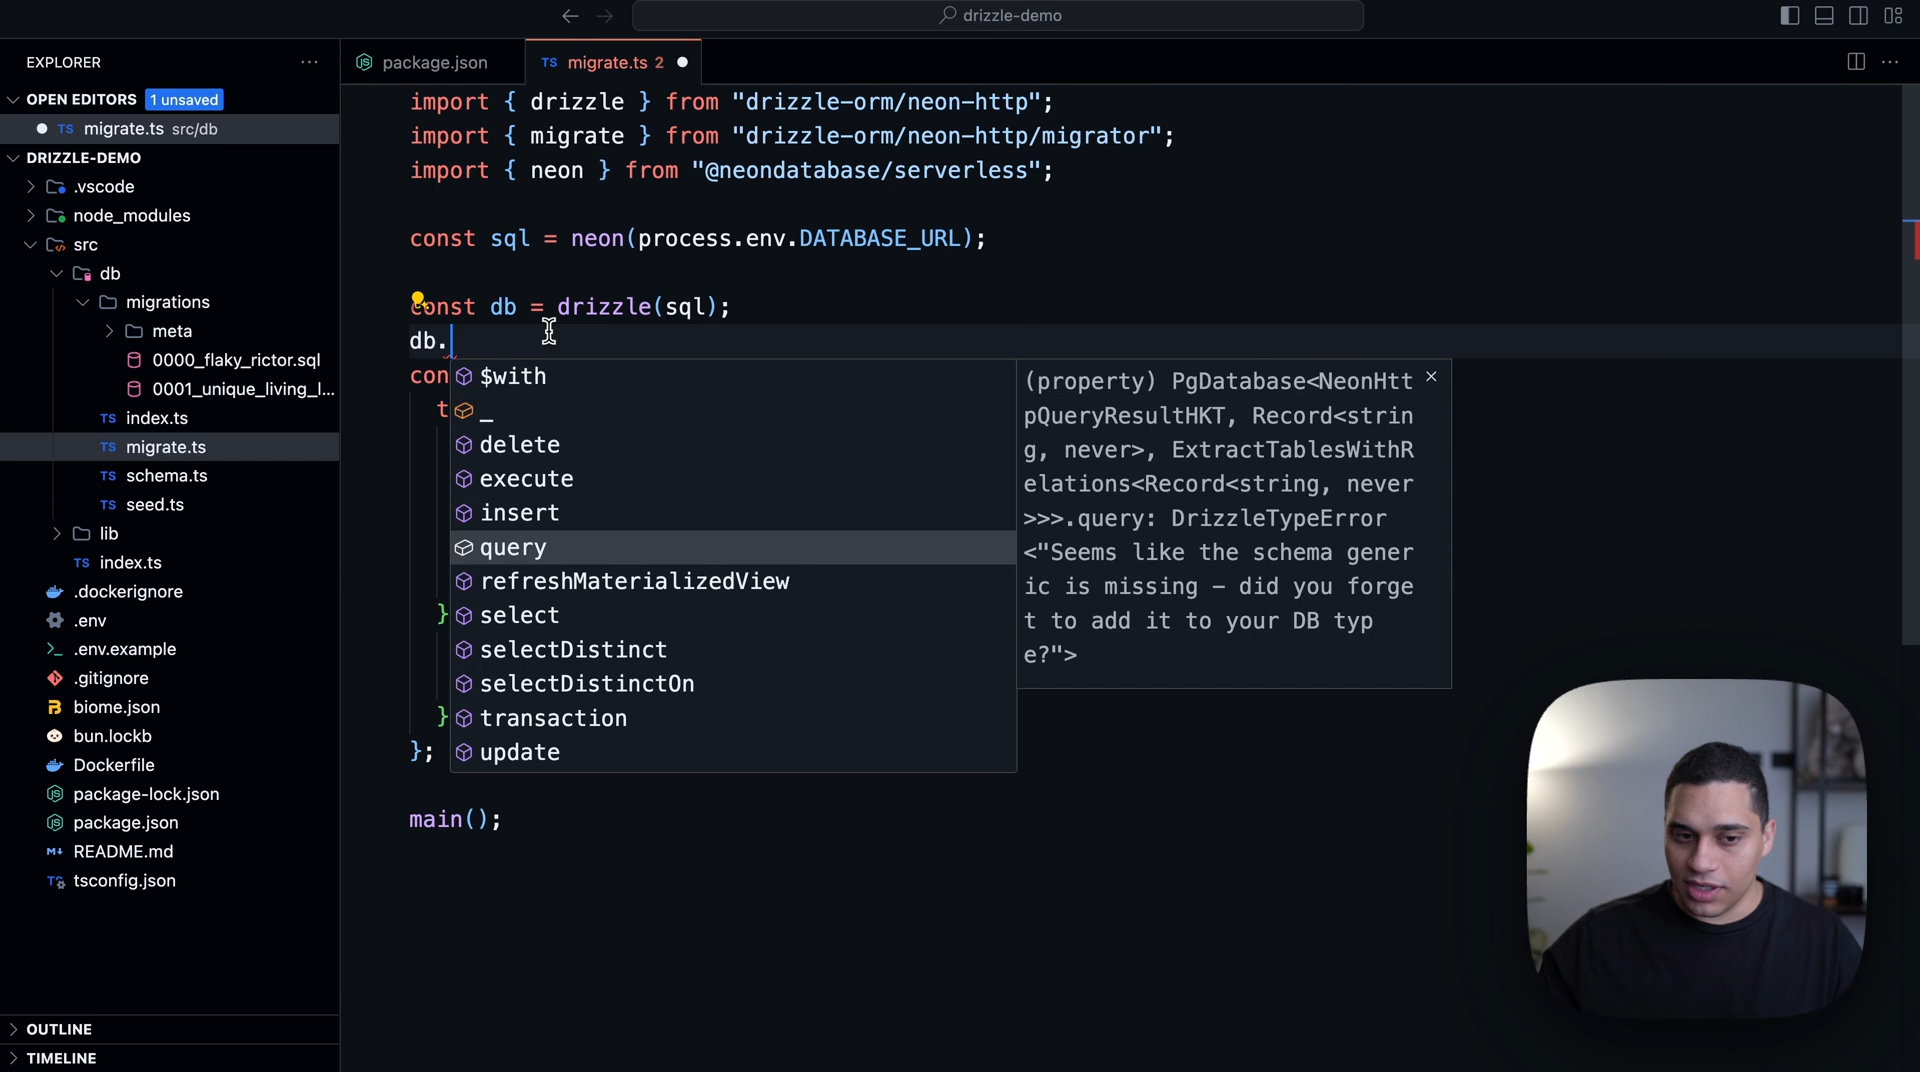 drizzle-demo
EXPLORER
OPEN EDITORS 1 unsaved
TS migrate.ts src/db
DRIZZLE-DEMO
.vscode
node_modules
src
db
migrations
meta
0000_flaky_rictor.sql
0001_unique_living_l...
TS index.ts
TS migrate.ts
TS schema.ts
TS seed.ts
lib
TS index.ts
.dockerignore
.env
.env.example
.gitignore
biome.json
bun.lockb
Dockerfile
package-lock.json
package.json
README.md
tsconfig.json
OUTLINE
TIMELINE
package.json
TS migrate.ts 2
import { drizzle } from "drizzle-orm/neon-http";
import { migrate } from "drizzle-orm/neon-http/migrator";
import { neon } from "@neondatabase/serverless";
const sql = neon(process.env.DATABASE_URL);
const db = drizzle(sql);
db.
con
t
}
}
};
main();
$with
_
delete
execute
insert
query
refreshMaterializedView
select
selectDistinct
selectDistinctOn
transaction
update
(property) PgDatabase<NeonHtt
pQueryResultHKT, Record<strin
g, never>, ExtractTablesWithR
elations<Record<string, never
>>>.query: DrizzleTypeError
<"Seems like the schema gener
ic is missing – did you forge
t to add it to your DB typ
e?">